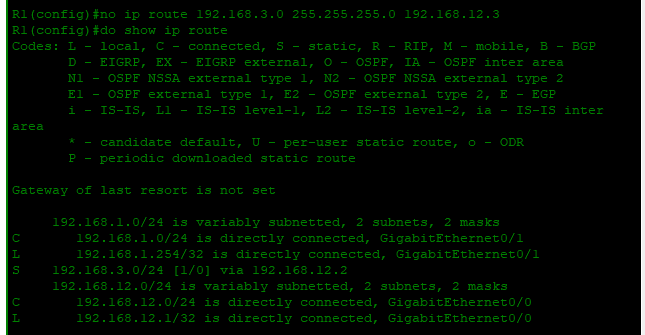 R1(config)#no ip route 192.168.3.0 255.255.255.0 192.168.12.3
R1(config)#do show ip route
Codes: L - local, C - connected, S - static, R - RIP, M - mobile, B - BGP
D - EIGRP, EX - EIGRP external, O - OSPF, IA - OSPF inter area
N1 - OSPF NSSA external type 1, N2 - OSPF NSSA external type 2
E1 - OSPF external type 1, E2 - OSPF external type 2, E - EGP
i - IS-IS, L1 - IS-IS level-1, L2 - IS-IS level-2, ia - IS-IS inter
area
* - candidate default, U - per-user static route, o - ODR
P - periodic downloaded static route
Gateway of last resort is not set
192.168.1.0/24 is variably subnetted, 2 subnets, 2 masks
C 192.168.1.0/24 is directly connected, GigabitEthernet0/1
L 192.168.1.254/32 is directly connected, GigabitEthernet0/1
S 192.168.3.0/24 [1/0] via 192.168.12.2
192.168.12.0/24 is variably subnetted, 2 subnets, 2 masks
C 192.168.12.0/24 is directly connected, GigabitEthernet0/0
L 192.168.12.1/32 is directly connected, GigabitEthernet0/0